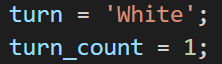 turn = 'White';
turn_count = 1;